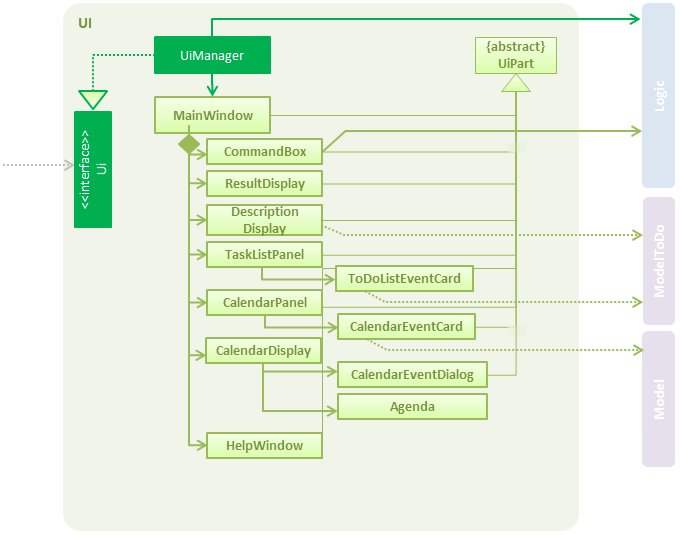 UI
UiManager
{abstract}
UiPart
MainWindow
<<interface>>
Ui
CommandBox
ResultDisplay
Description
Display
TaskListPanel
ToDoListEventCard
CalendarPanel
CalendarEventCard
CalendarDisplay
CalendarEventDialog
Agenda
HelpWindow
Logic
ModelToDo
Model